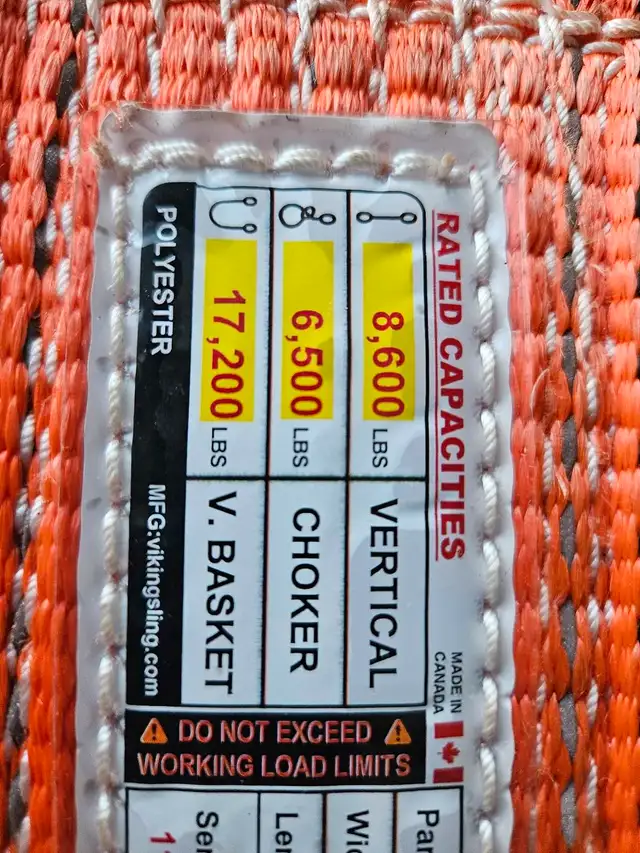 RATED CAPACITIES
MADE IN
CANADA
8,600 LBS VERTICAL
6,500 LBS CHOKER
17,200 LBS V. BASKET
POLYESTER MFG:vikingsling.com
DO NOT EXCEED
WORKING LOAD LIMITS